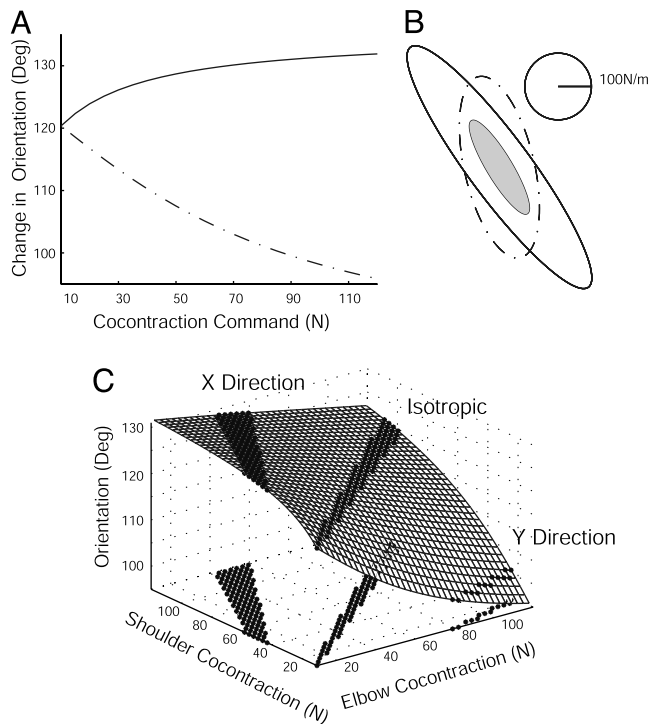 A
Change in Orientation (Deg)
130
120
110
100
10 30 50 70 90 110
Cocontraction Command (N)
B
100N/m
C
X Direction
Isotropic
Y Direction
Orientation (Deg)
130
120
110
100
100
80
60
40
20
Shoulder Cocontraction (N)
20
40
60
80
100
Elbow Cocontraction (N)